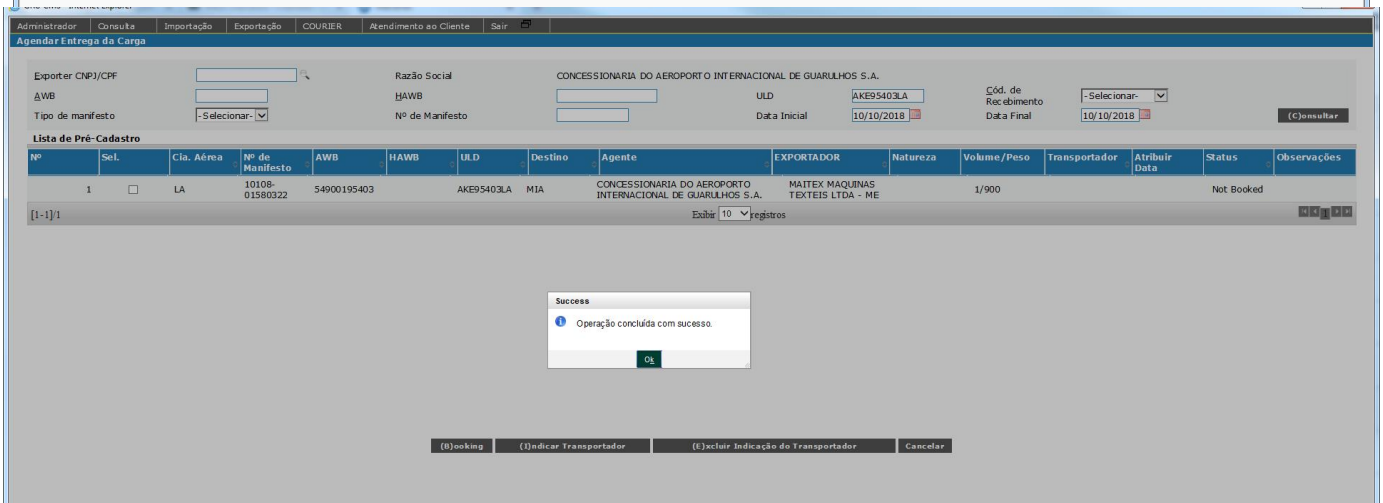 Administrador Consulta Importação Exportação COURIER Atendimento ao Cliente Sair
Agendar Entrega da Carga
Exporter CNPJ/CPF Razão Social CONCESSIONARIA DO AEROPORTO INTERNACIONAL DE GUARULHOS S.A.
AWB HAWB ULD AKE95403LA Cód. de Recebimento -Selecionar-
Tipo de manifesto -Selecionar- Nº de Manifesto Data Inicial 10/10/2018 Data Final 10/10/2018 (C)onsultar
Lista de Pré-Cadastro
Nº Sel. Cia. Aérea Nº de Manifesto AWB HAWB ULD Destino Agente EXPORTADOR Natureza Volume/Peso Transportador Atribuir Data Status Observações
1 LA 10108-01580322 54900195403 AKE95403LA MIA CONCESSIONARIA DO AEROPORTO INTERNACIONAL DE GUARULHOS S.A. MAITEX MAQUINAS TEXTEIS LTDA - ME 1/900 Not Booked
[1-1]/1 Exibir 10 registros 1
Success
Operação concluída com sucesso.
Ok
(B)ooking (I)ndicar Transportador (E)xcluir Indicação do Transportador Cancelar